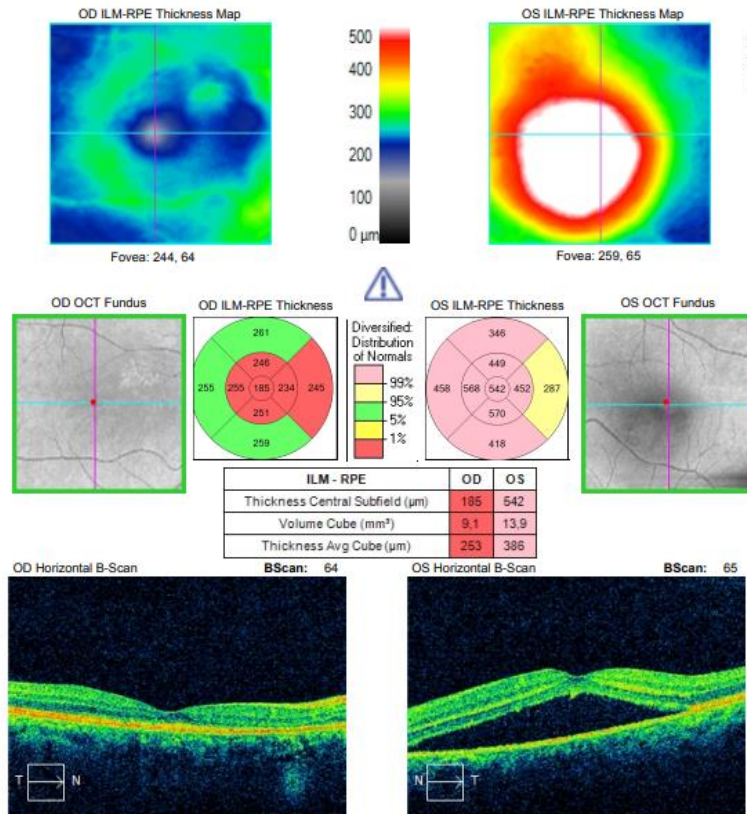 OD ILM-RPE Thickness Map
OS ILM-RPE Thickness Map
500
400
300
200
100
0 µm
Fovea: 244, 64
Fovea: 259, 65
OD OCT Fundus
OD ILM-RPE Thickness
OS ILM-RPE Thickness
OS OCT Fundus
Diversified:
Distribution
of Normals
99%
95%
5%
1%
261
246
255 255 185 234 245
251
259
346
449
458 568 542 452 287
570
418
ILM - RPE OD OS
Thickness Central Subfield (µm) 185 542
Volume Cube (mm³) 9,1 13,9
Thickness Avg Cube (µm) 253 386
OD Horizontal B-Scan BScan: 64
OS Horizontal B-Scan BScan: 65
T N
N T